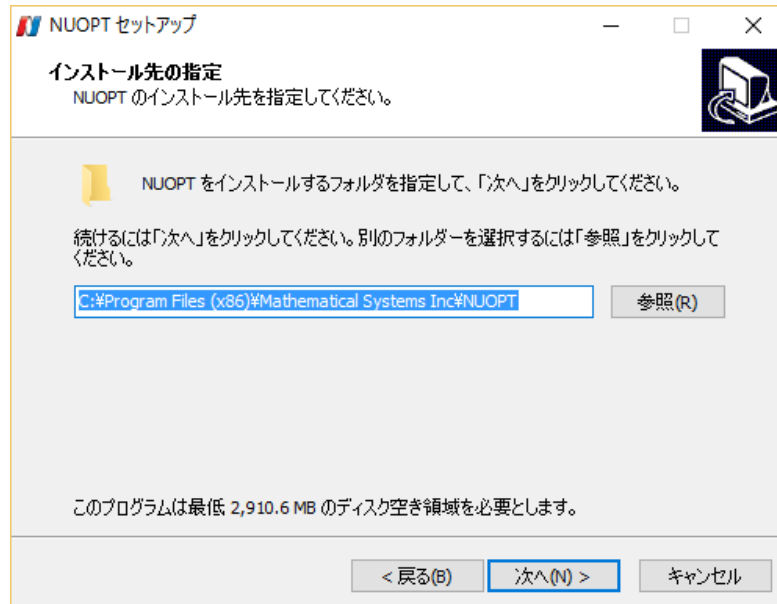 NUOPT セットアップ
インストール先の指定
NUOPT のインストール先を指定してください。
NUOPT をインストールするフォルダを指定して、「次へ」をクリックしてください。
続けるには「次へ」をクリックしてください。別のフォルダーを選択するには「参照」をクリックして
ください。
C:¥Program Files (x86)¥Mathematical Systems Inc¥NUOPT
参照(R)
このプログラムは最低 2,910.6 MB のディスク空き領域を必要とします。
< 戻る(B)
次へ(N) >
キャンセル